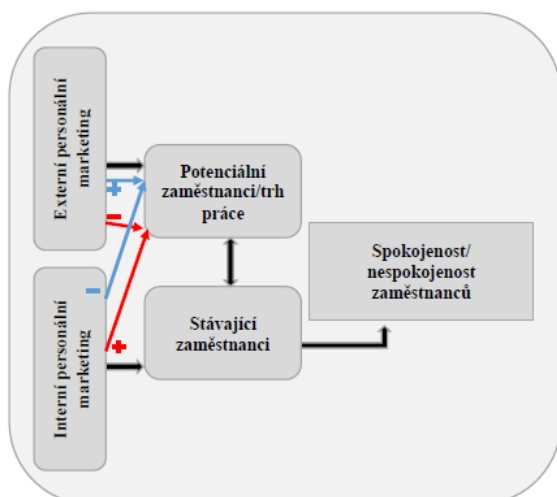 Externí personální
marketing
Potenciální
zaměstnanci/trh
práce
+
−
Spokojenost/
nespokojenost
zaměstnanců
Interní personální
marketing
−
+
Stávající
zaměstnanci